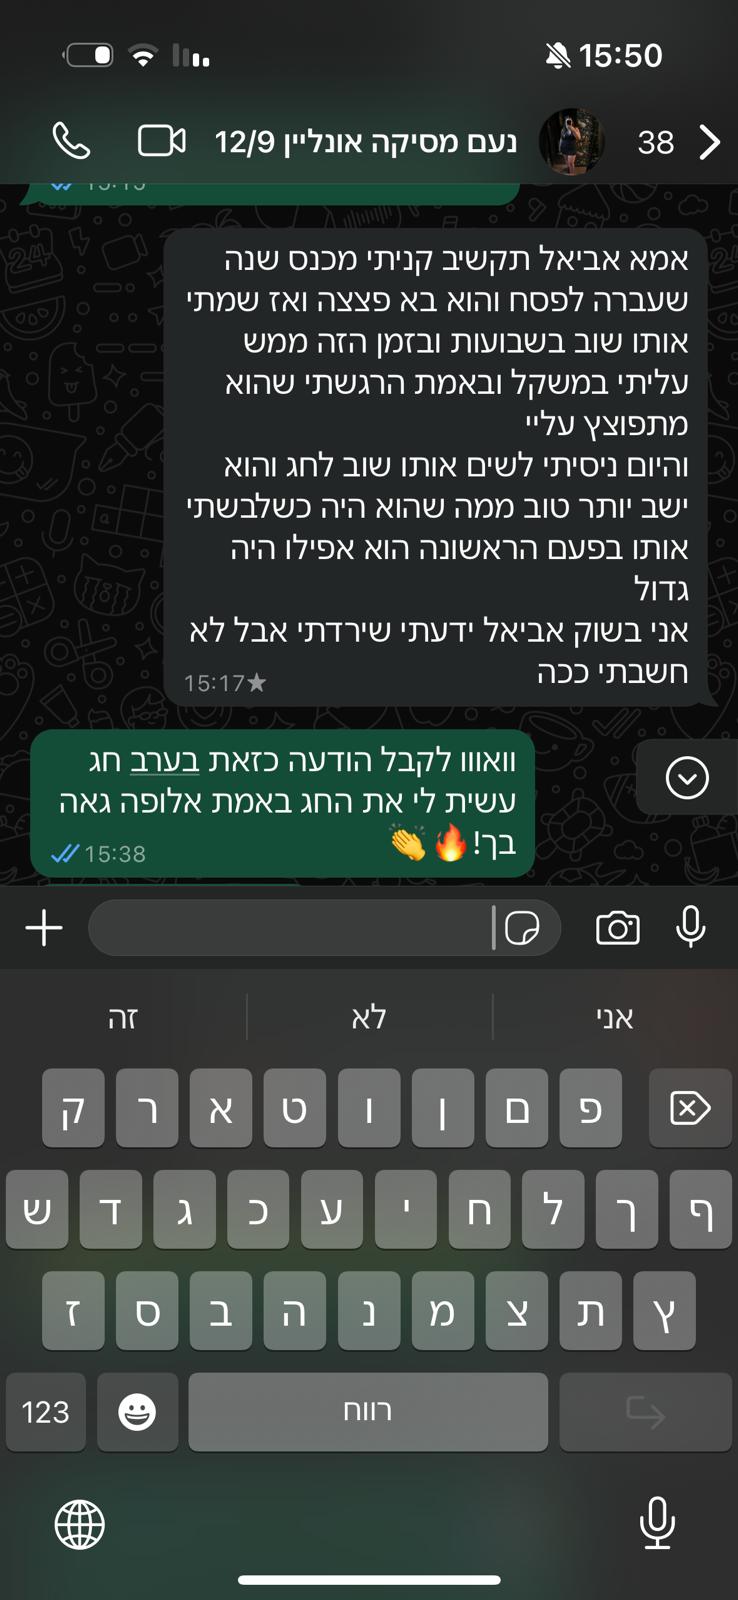 15:50
נעם מסיקה אונליין 12/9
38
אמא אביאל תקשיב קניתי מכנס שנה
שעברה לפסח והוא בא פצצה ואז שמתי
אותו שוב בשבועות ובזמן הזה ממש
עליתי במשקל ובאמת הרגשתי שהוא
מתפוצץ עליי
והיום ניסיתי לשים אותו שוב לחג והוא
ישב יותר טוב ממה שהוא היה כשלבשתי
אותו בפעם הראשונה הוא אפילו היה
גדול
אני בשוק אביאל ידעתי שירדתי אבל לא
חשבתי ככה
15:17
וואווו לקבל הודעה כזאת בערב חג
עשית לי את החג באמת אלופה גאה
בך!🔥👏
15:38
אני לא זה
פ ם ן ו ט א ר ק
ף ך ל ח י ע כ ג ד ש
ץ ת צ מ נ ה ב ס ז
רווח
123